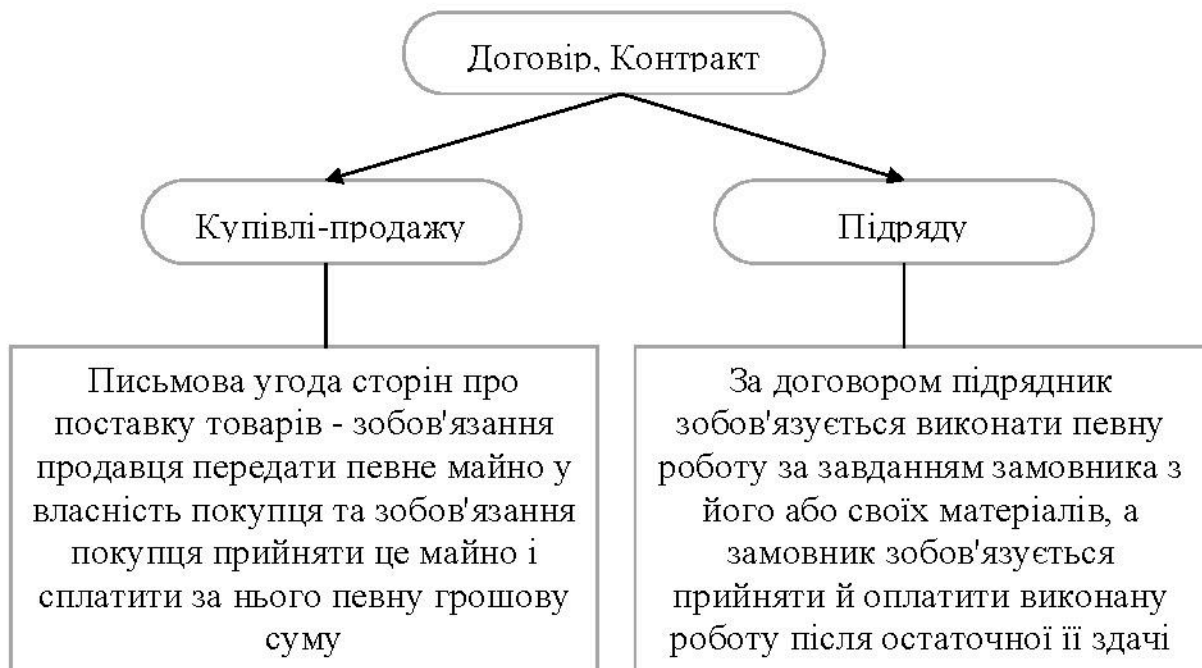 Договір, Контракт
Купівлі-продажу
Підряду
Письмова угода сторін про
поставку товарів - зобов'язання
продавця передати певне майно у
власність покупця та зобов'язання
покупця прийняти це майно і
сплатити за нього певну грошову
суму
За договором підрядник
зобов'язується виконати певну
роботу за завданням замовника з
його або своїх матеріалів, а
замовник зобов'язується
прийняти й оплатити виконану
роботу після остаточної її здачі